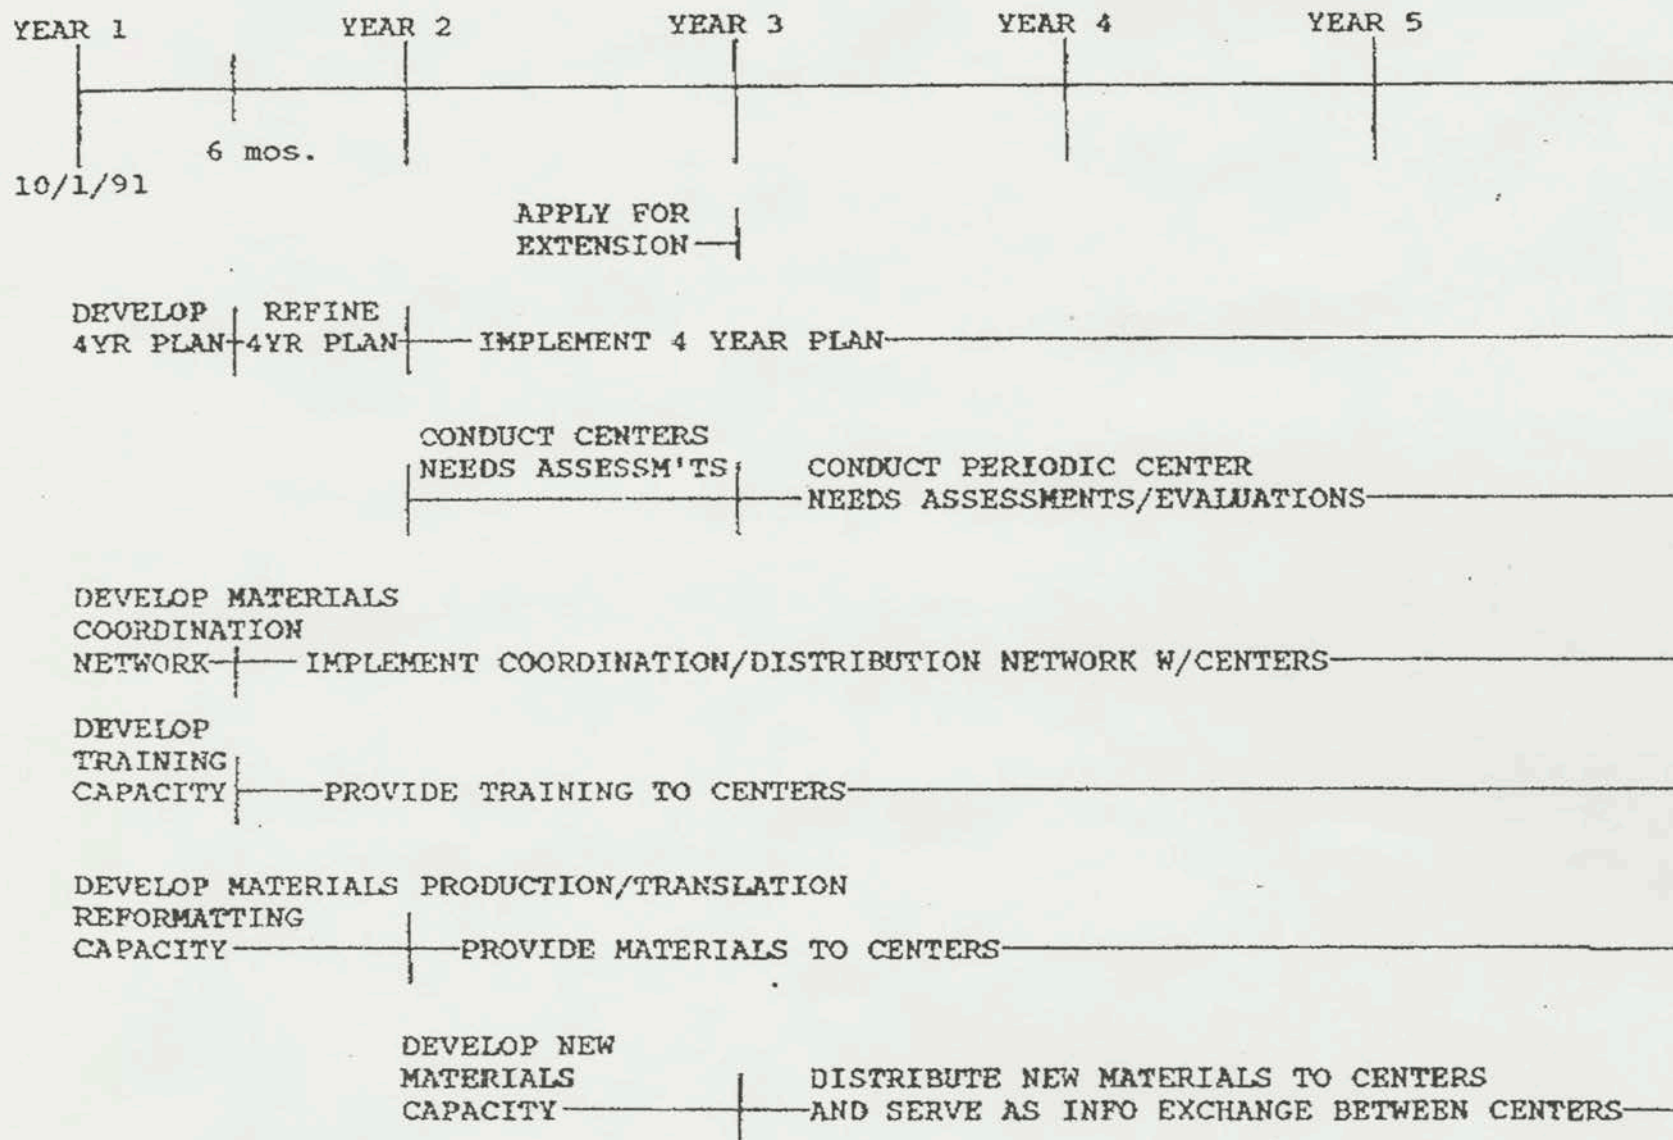 YEAR 1 YEAR 2 YEAR 3 YEAR 4 YEAR 5
6 mos.
10/1/91
APPLY FOR
EXTENSION
DEVELOP REFINE
4YR PLAN 4YR PLAN IMPLEMENT 4 YEAR PLAN
CONDUCT CENTERS
NEEDS ASSESSM'TS CONDUCT PERIODIC CENTER
NEEDS ASSESSMENTS/EVALUATIONS
DEVELOP MATERIALS
COORDINATION
NETWORK IMPLEMENT COORDINATION/DISTRIBUTION NETWORK W/CENTERS
DEVELOP
TRAINING
CAPACITY PROVIDE TRAINING TO CENTERS
DEVELOP MATERIALS PRODUCTION/TRANSLATION
REFORMATTING
CAPACITY PROVIDE MATERIALS TO CENTERS
DEVELOP NEW
MATERIALS DISTRIBUTE NEW MATERIALS TO CENTERS
CAPACITY AND SERVE AS INFO EXCHANGE BETWEEN CENTERS